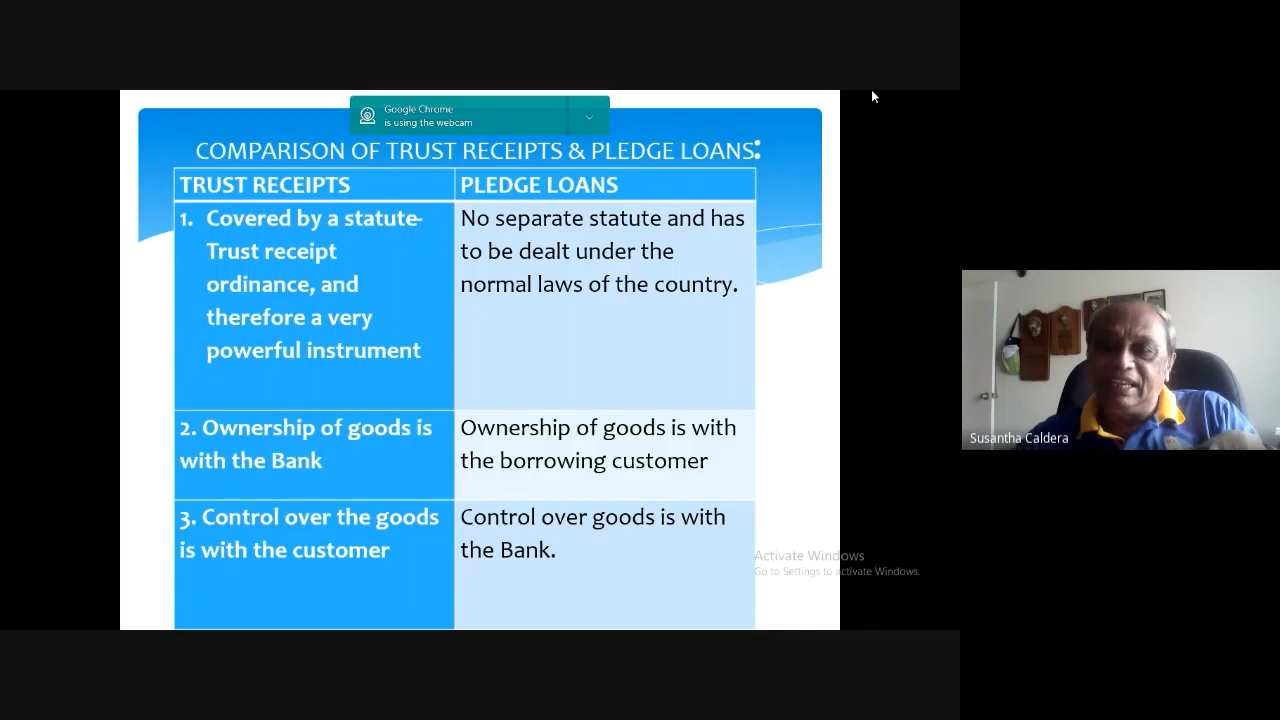 Google Chrome
is using the webcam
COMPARISON OF TRUST RECEIPTS & PLEDGE LOANS:
TRUST RECEIPTS
PLEDGE LOANS
1. Covered by a statute-
Trust receipt
ordinance, and
therefore a very
powerful instrument
No separate statute and has
to be dealt under the
normal laws of the country.
2. Ownership of goods is
with the Bank
Ownership of goods is with
the borrowing customer
3. Control over the goods
is with the customer
Control over goods is with
the Bank.
Activate Windows
Go to Settings to activate Windows.
Susantha Caldera